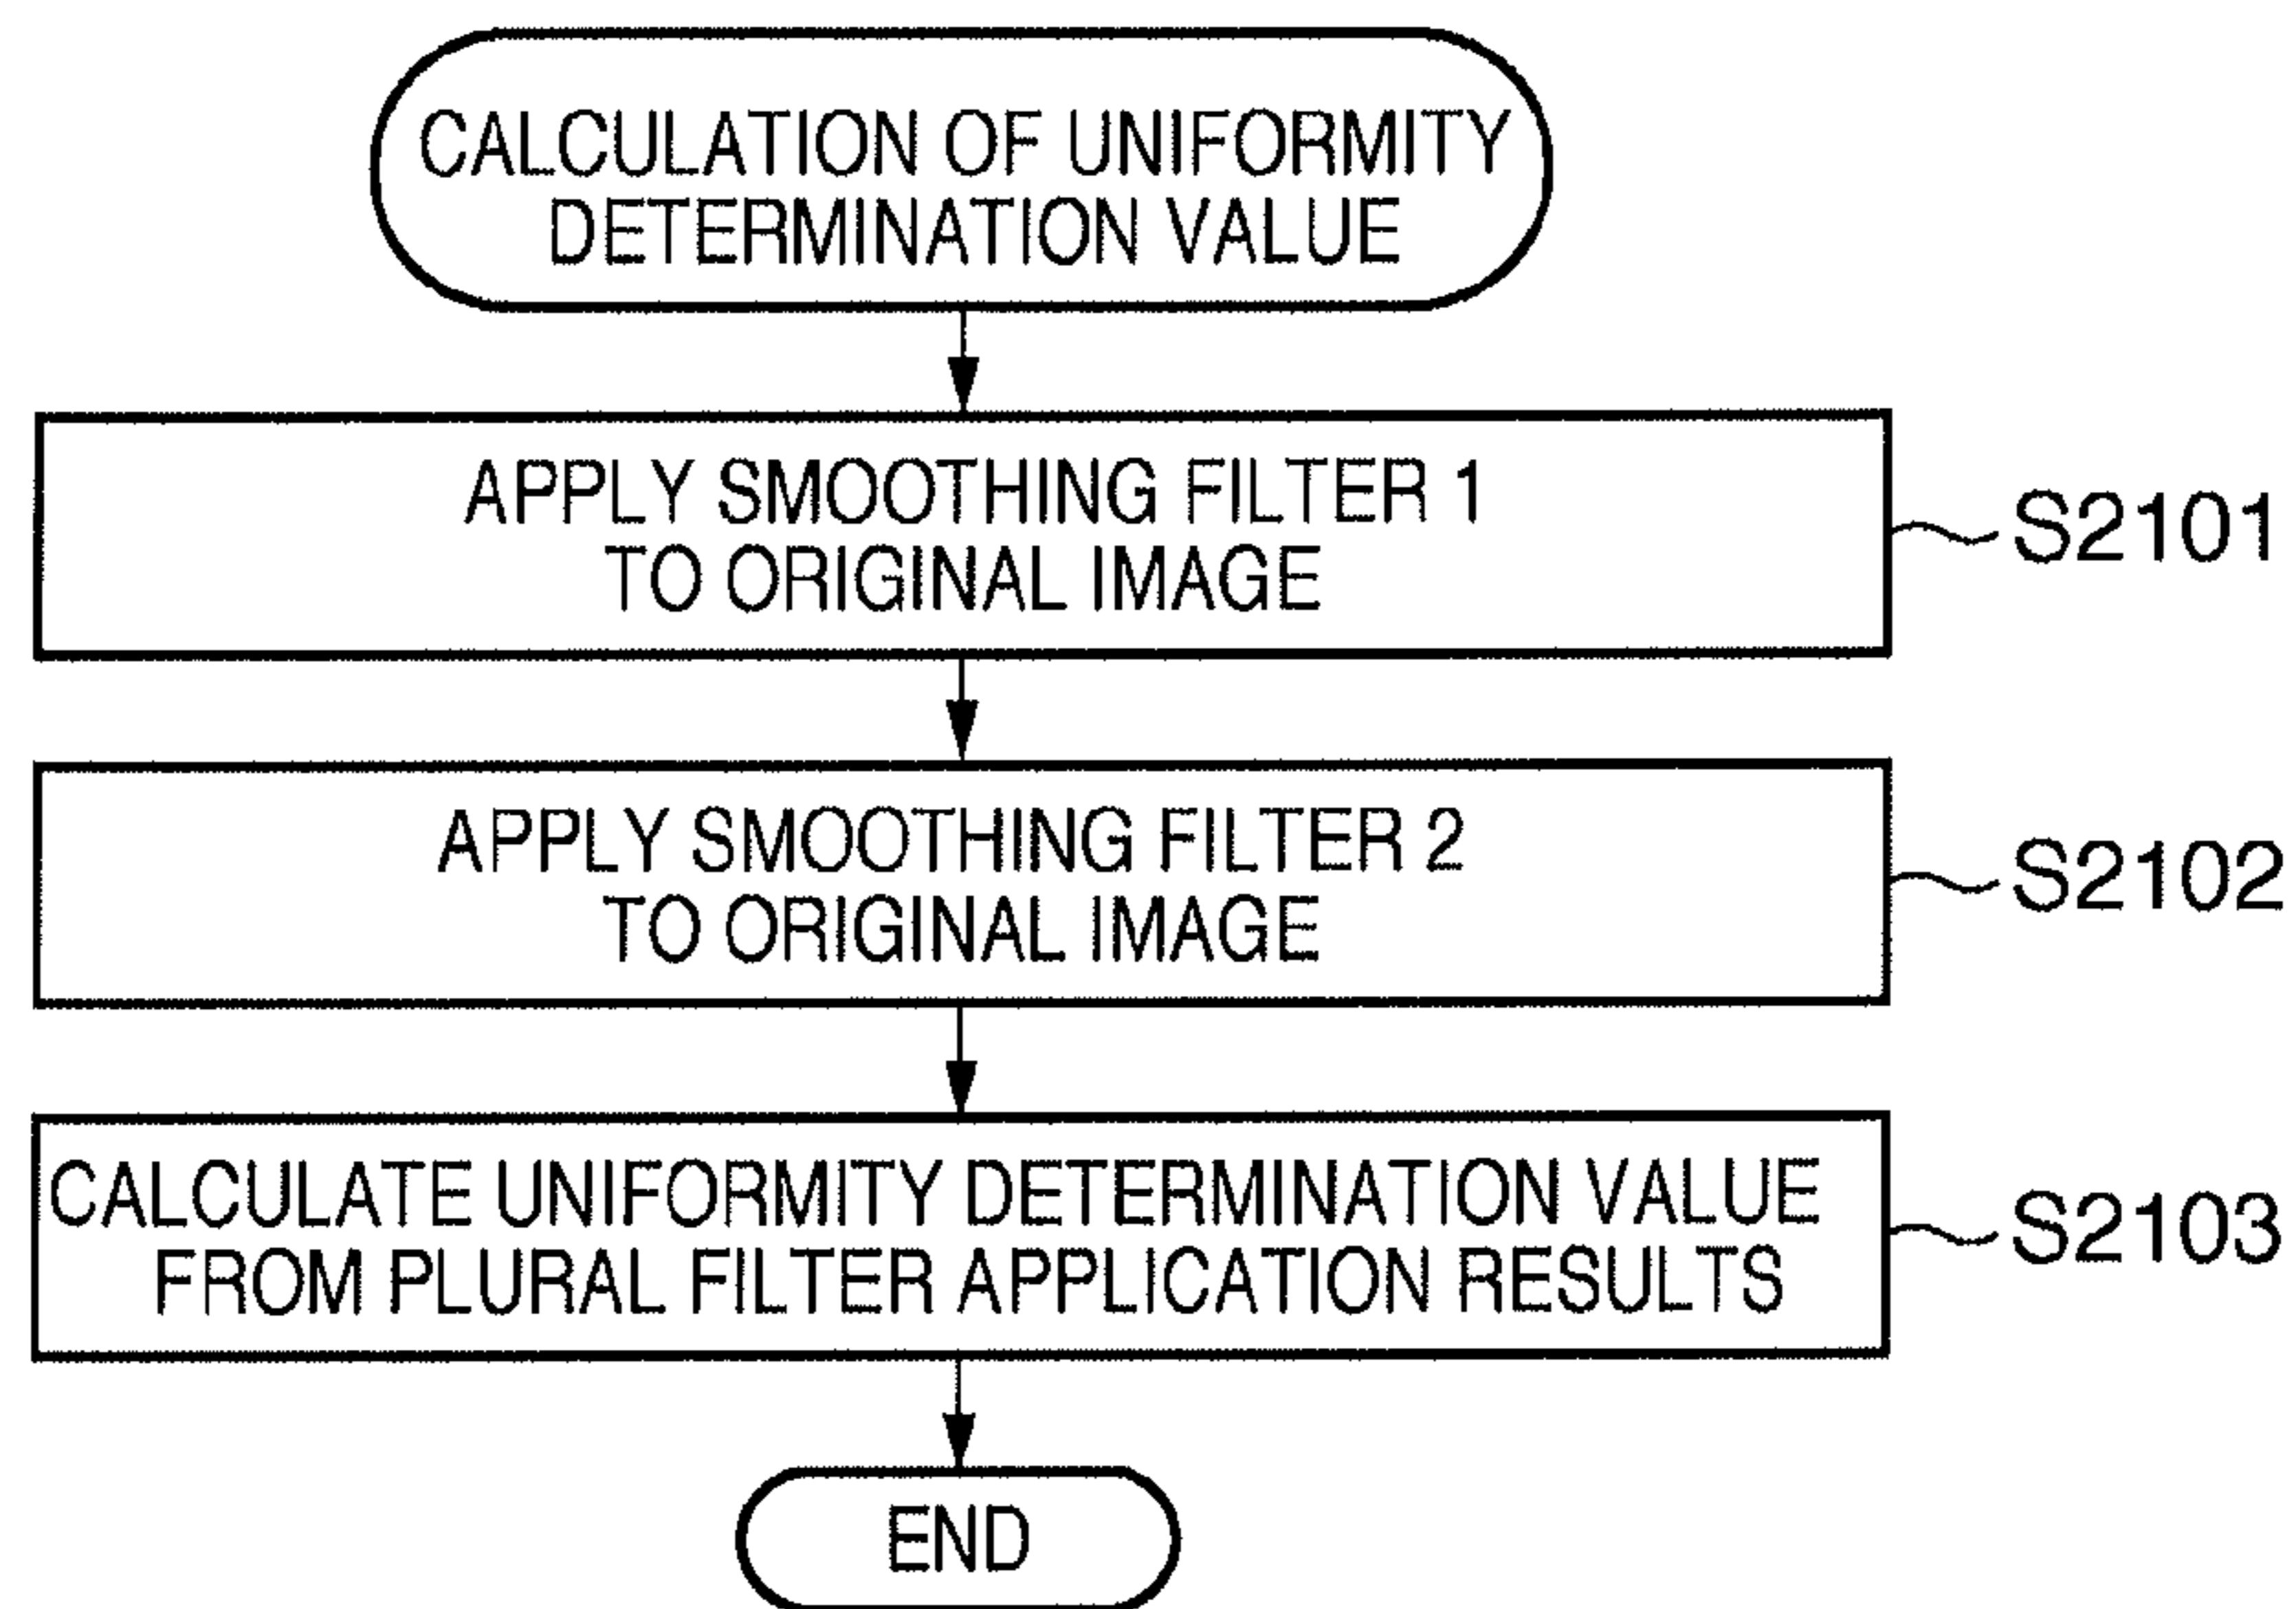 CALCULATION OF UNIFORMITY
DETERMINATION VALUE
APPLY SMOOTHING FILTER 1
TO ORIGINAL IMAGE
S2101
APPLY SMOOTHING FILTER 2
TO ORIGINAL IMAGE
S2102
CALCULATE UNIFORMITY DETERMINATION VALUE
FROM PLURAL FILTER APPLICATION RESULTS
S2103
END